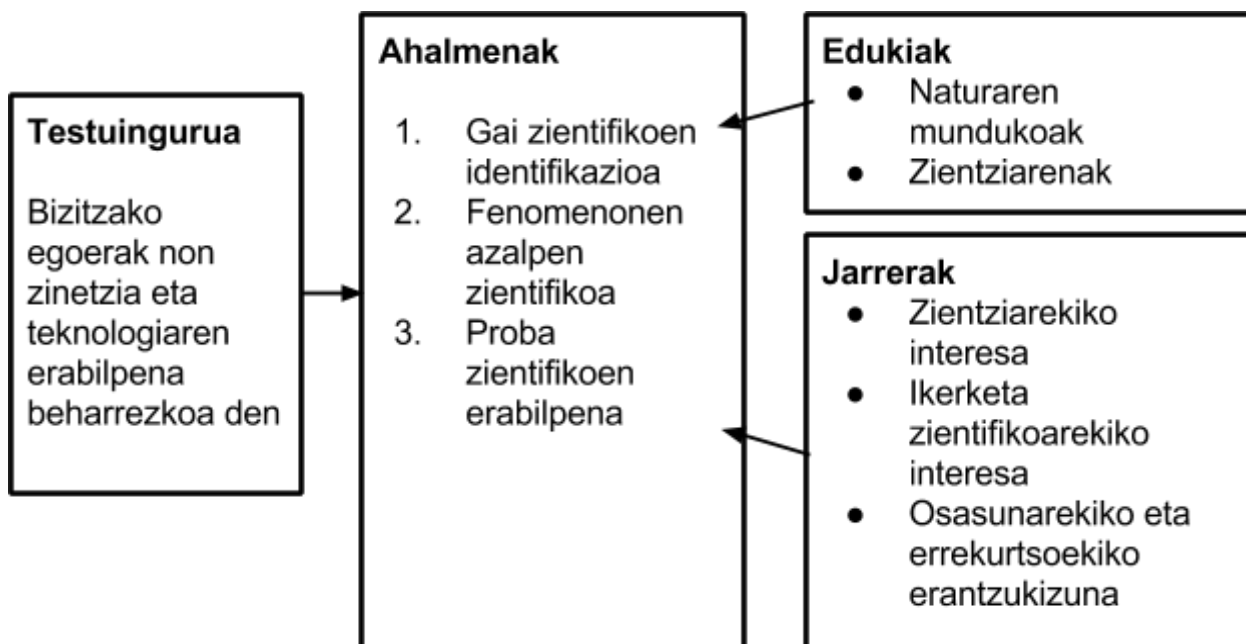 Testuingurua
Bizitzako
egoerak non
zinetzia eta
teknologiaren
erabilpena
beharrezkoa den
Ahalmenak
1. Gai zientifikoen
identifikazioa
2. Fenomenonen
azalpen
zientifikoa
3. Proba
zientifikoen
erabilpena
Edukiak
● Naturaren
mundukoak
● Zientziarenak
Jarrerak
● Zientziarekiko
interesa
● Ikerketa
zientifikoarekiko
interesa
● Osasunarekiko eta
errekurtsoekiko
erantzukizuna